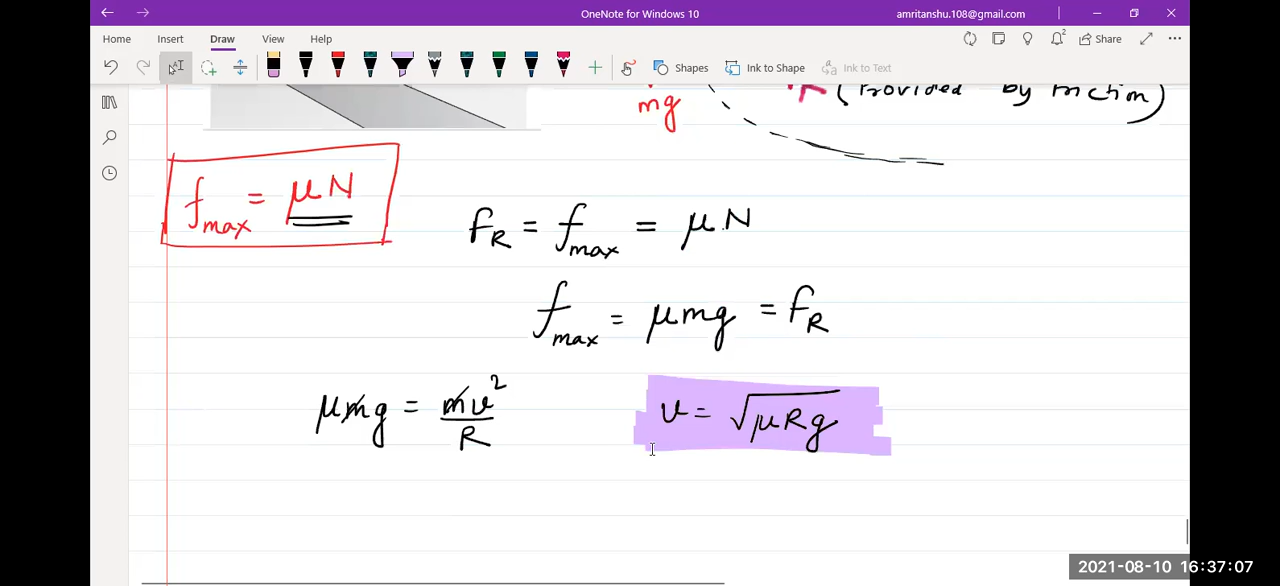 OneNote for Windows 10
amritanshu.108@gmail.com
Home Insert Draw View Help
Share
Shapes Ink to Shape Ink to Text
mg
R (Provided by friction)
f_max = μN
F_R = f_max = μN
f_max = μmg = F_R
μmg = mv²/R
v = √μRg
2021-08-10 16:37:07